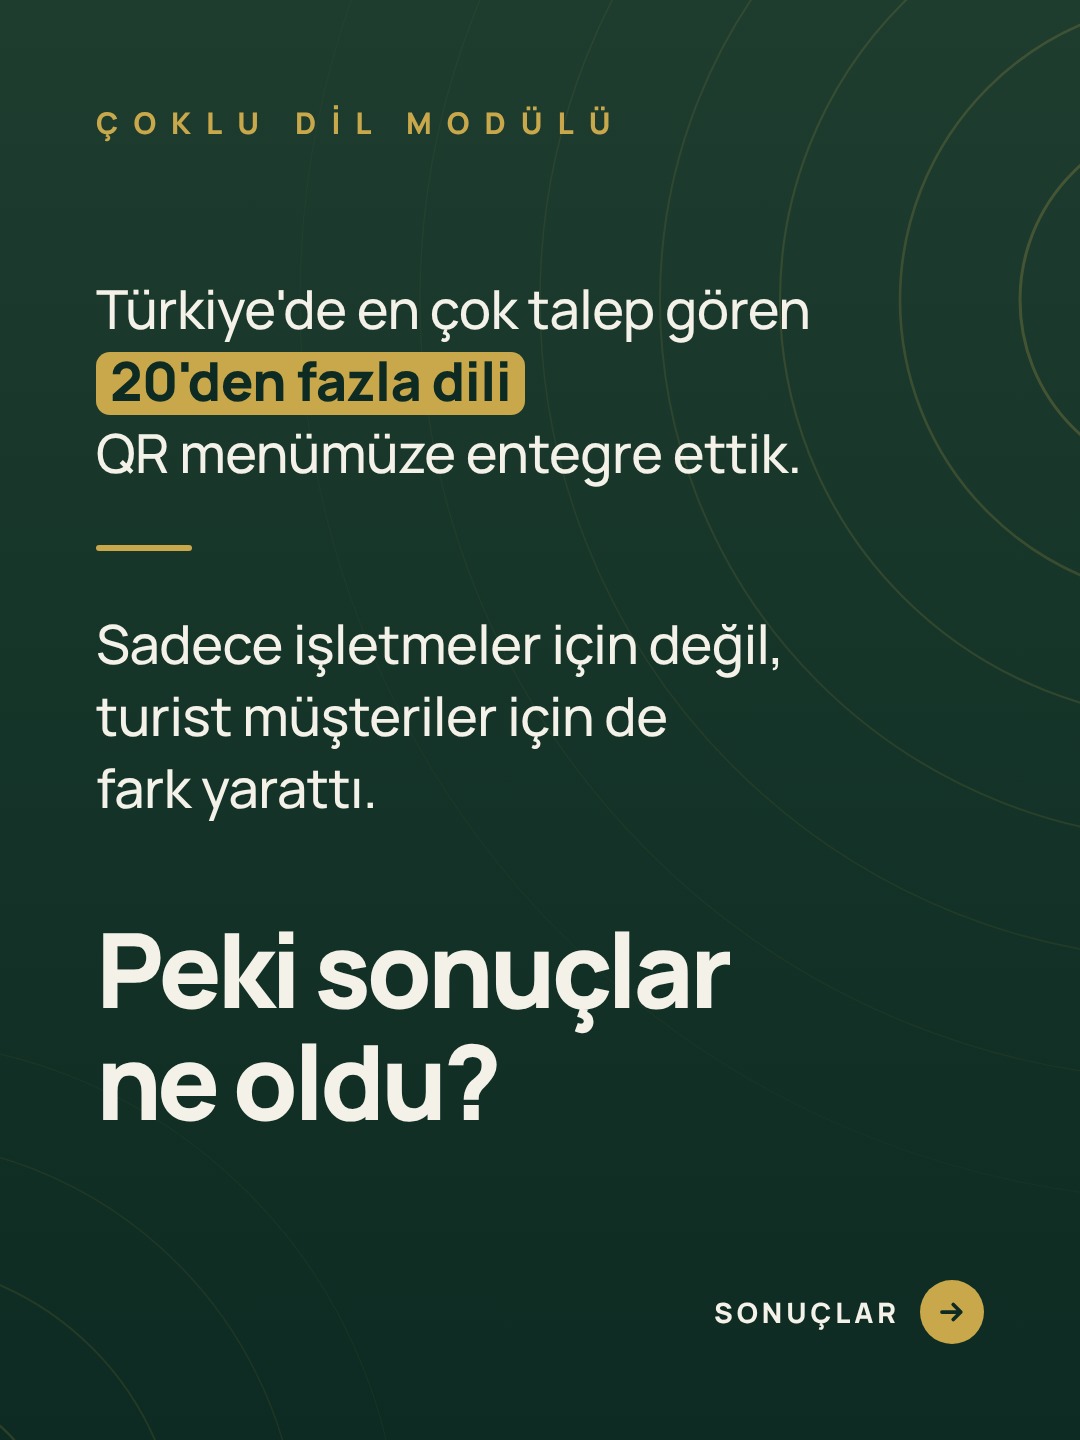 ÇOKLU DİL MODÜLÜ
Türkiye'de en çok talep gören
20'den fazla dili
QR menümüze entegre ettik.
Sadece işletmeler için değil,
turist müşteriler için de
fark yarattı.
Peki sonuçlar
ne oldu?
SONUÇLAR